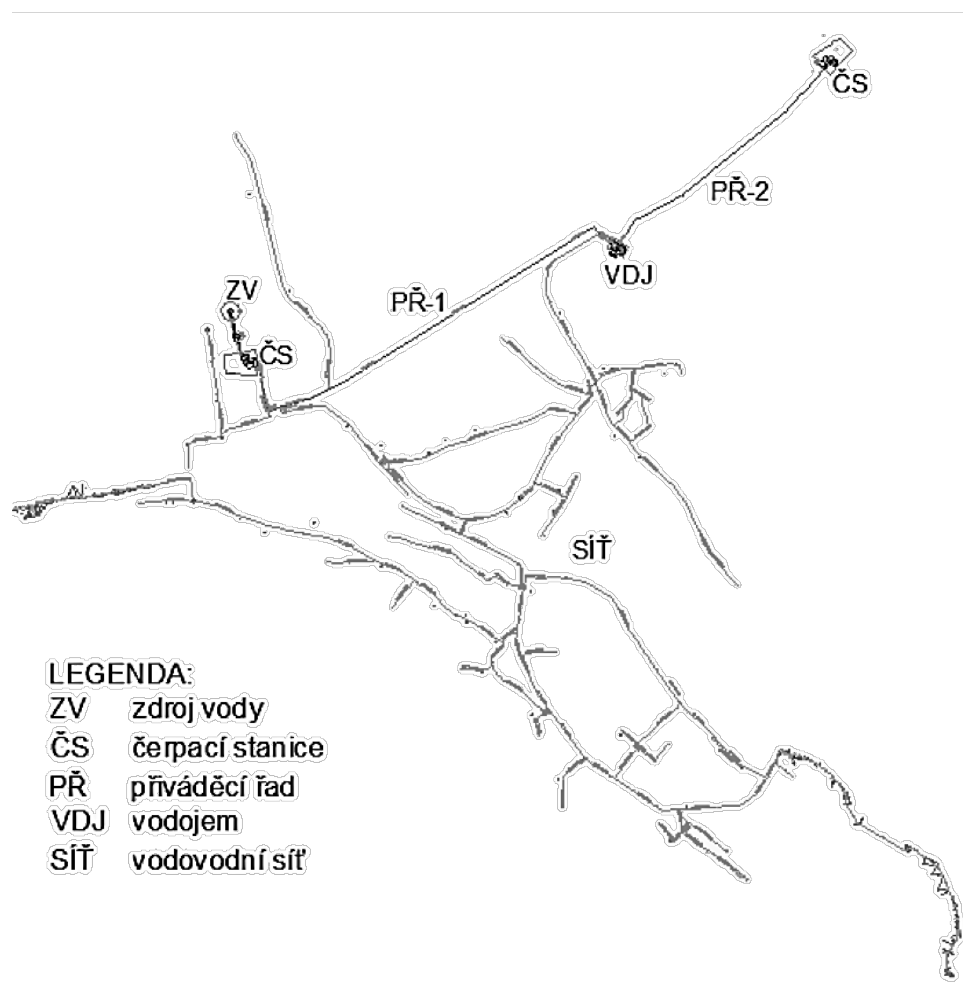 ČS
PŘ-2
VDJ
ZV
PŘ-1
ČS
SÍŤ
LEGENDA:
ZV zdroj vody
ČS čerpací stanice
PŘ přiváděcí řad
VDJ vodojem
SÍŤ vodovodní síť